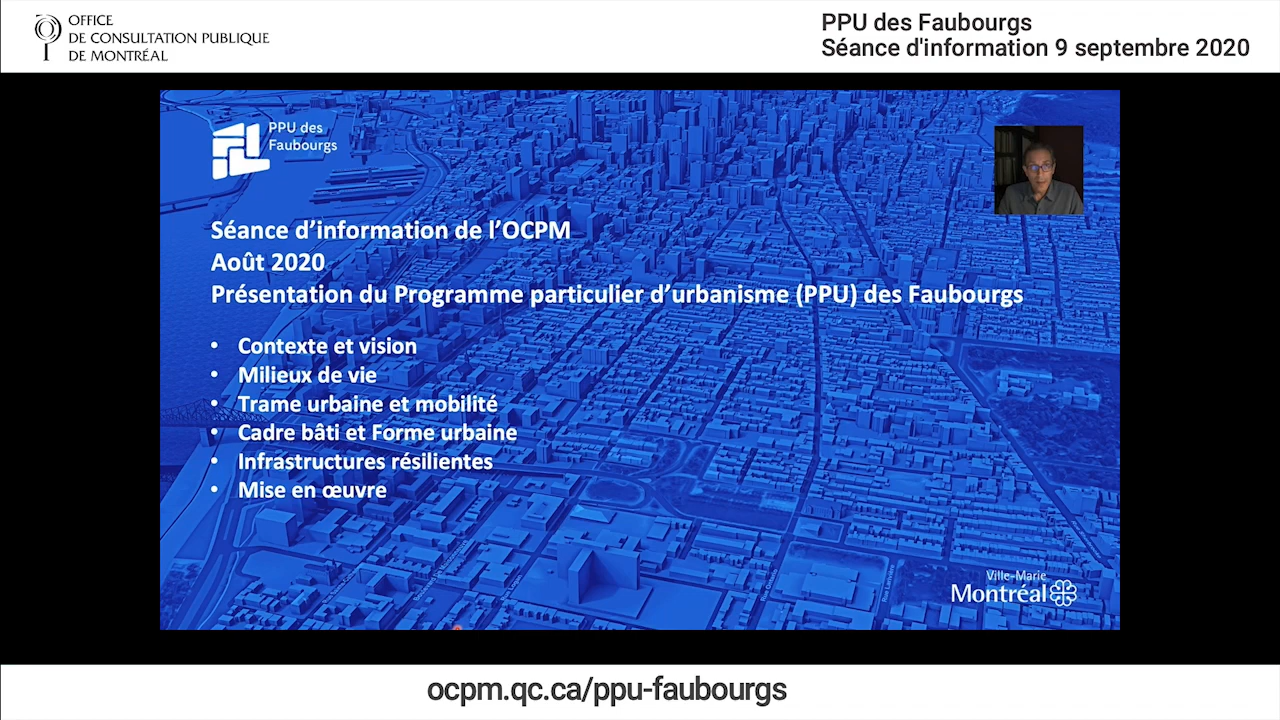 OFFICE
DE CONSULTATION PUBLIQUE
DE MONTRÉAL
PPU des Faubourgs
Séance d'information 9 septembre 2020
PPU des
Faubourgs
Séance d’information de l’OCPM
Août 2020
Présentation du Programme particulier d’urbanisme (PPU) des Faubourgs
• Contexte et vision
• Milieux de vie
• Trame urbaine et mobilité
• Cadre bâti et Forme urbaine
• Infrastructures résilientes
• Mise en œuvre
Ville-Marie
Montréal
ocpm.qc.ca/ppu-faubourgs